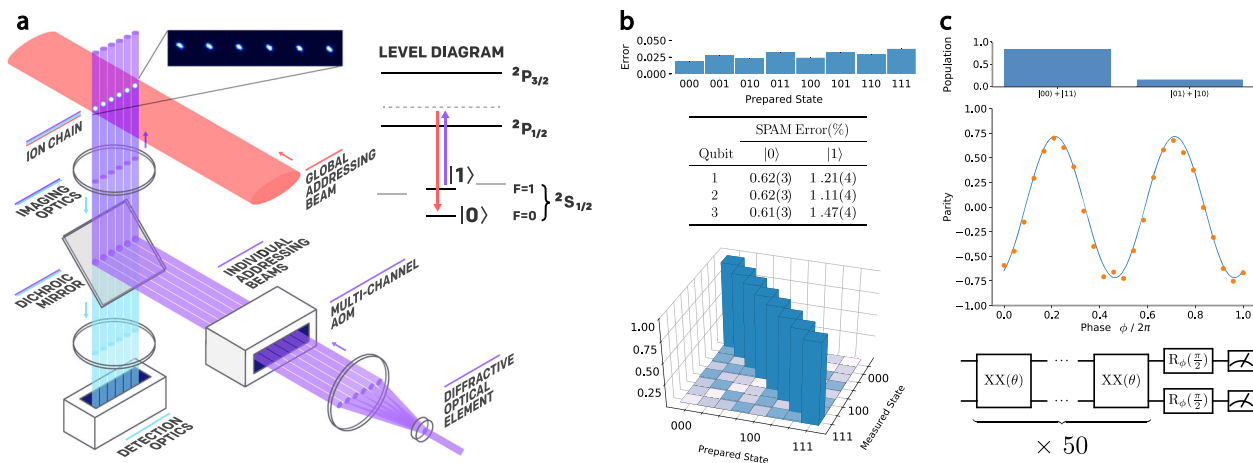 a
ION CHAIN
IMAGING
OPTICS
DICHROIC
MIRROR
DETECTION
OPTICS
GLOBAL
ADDRESSING
BEAM
INDIVIDUAL
ADDRESSING
BEAMS
MULTI-CHANNEL
AOM
DIFFRACTIVE
OPTICAL
ELEMENT
LEVEL DIAGRAM
²P₃/₂
²P₁/₂
|1⟩
F=1
|0⟩
F=0
} ²S₁/₂
b
Error
0.050
0.025
0.000
000 001 010 011 100 101 110 111
Prepared State
SPAM Error(%)
Qubit |0⟩ |1⟩
1 0.62(3) 1.21(4)
2 0.62(3) 1.11(4)
3 0.61(3) 1.47(4)
1.00
0.75
0.50
0.25
000
100
111
Prepared State
000
100
111
Measured State
c
Population
1.0
0.5
0.0
|00⟩ + |11⟩ |01⟩ + |10⟩
Parity
1.00
0.75
0.50
0.25
0.00
−0.25
−0.50
−0.75
−1.00
0.0 0.2 0.4 0.6 0.8 1.0
Phase ϕ / 2π
XX(θ) ··· XX(θ) R_ϕ(π/2)
··· R_ϕ(π/2)
× 50